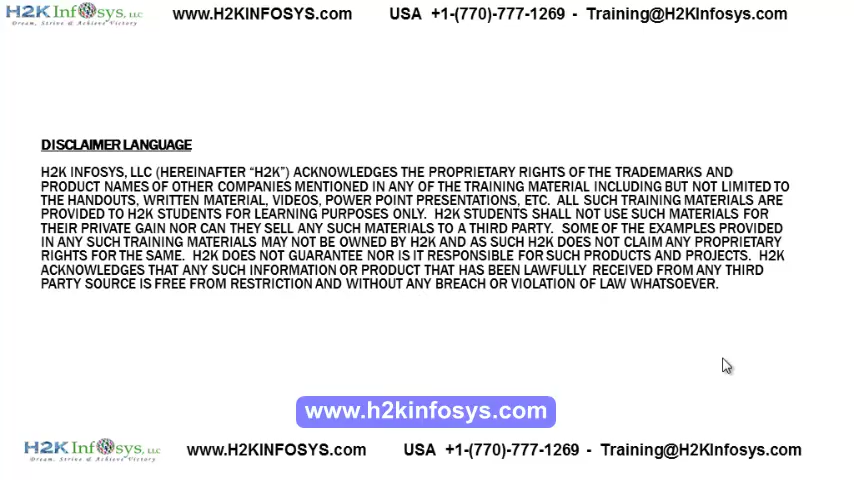 H2K Infosys, LLC www.H2KINFOSYS.com USA +1-(770)-777-1269 - Training@H2KInfosys.com
Dream, Strive & Achieve Victory
DISCLAIMER LANGUAGE
H2K INFOSYS, LLC (HEREINAFTER “H2K”) ACKNOWLEDGES THE PROPRIETARY RIGHTS OF THE TRADEMARKS AND
PRODUCT NAMES OF OTHER COMPANIES MENTIONED IN ANY OF THE TRAINING MATERIAL INCLUDING BUT NOT LIMITED TO
THE HANDOUTS, WRITTEN MATERIAL, VIDEOS, POWER POINT PRESENTATIONS, ETC. ALL SUCH TRAINING MATERIALS ARE
PROVIDED TO H2K STUDENTS FOR LEARNING PURPOSES ONLY. H2K STUDENTS SHALL NOT USE SUCH MATERIALS FOR
THEIR PRIVATE GAIN NOR CAN THEY SELL ANY SUCH MATERIALS TO A THIRD PARTY. SOME OF THE EXAMPLES PROVIDED
IN ANY SUCH TRAINING MATERIALS MAY NOT BE OWNED BY H2K AND AS SUCH H2K DOES NOT CLAIM ANY PROPRIETARY
RIGHTS FOR THE SAME. H2K DOES NOT GUARANTEE NOR IS IT RESPONSIBLE FOR SUCH PRODUCTS AND PROJECTS. H2K
ACKNOWLEDGES THAT ANY SUCH INFORMATION OR PRODUCT THAT HAS BEEN LAWFULLY RECEIVED FROM ANY THIRD
PARTY SOURCE IS FREE FROM RESTRICTION AND WITHOUT ANY BREACH OR VIOLATION OF LAW WHATSOEVER.
www.h2kinfosys.com
H2K Infosys, LLC www.H2KINFOSYS.com USA +1-(770)-777-1269 - Training@H2KInfosys.com
Dream, Strive & Achieve Victory